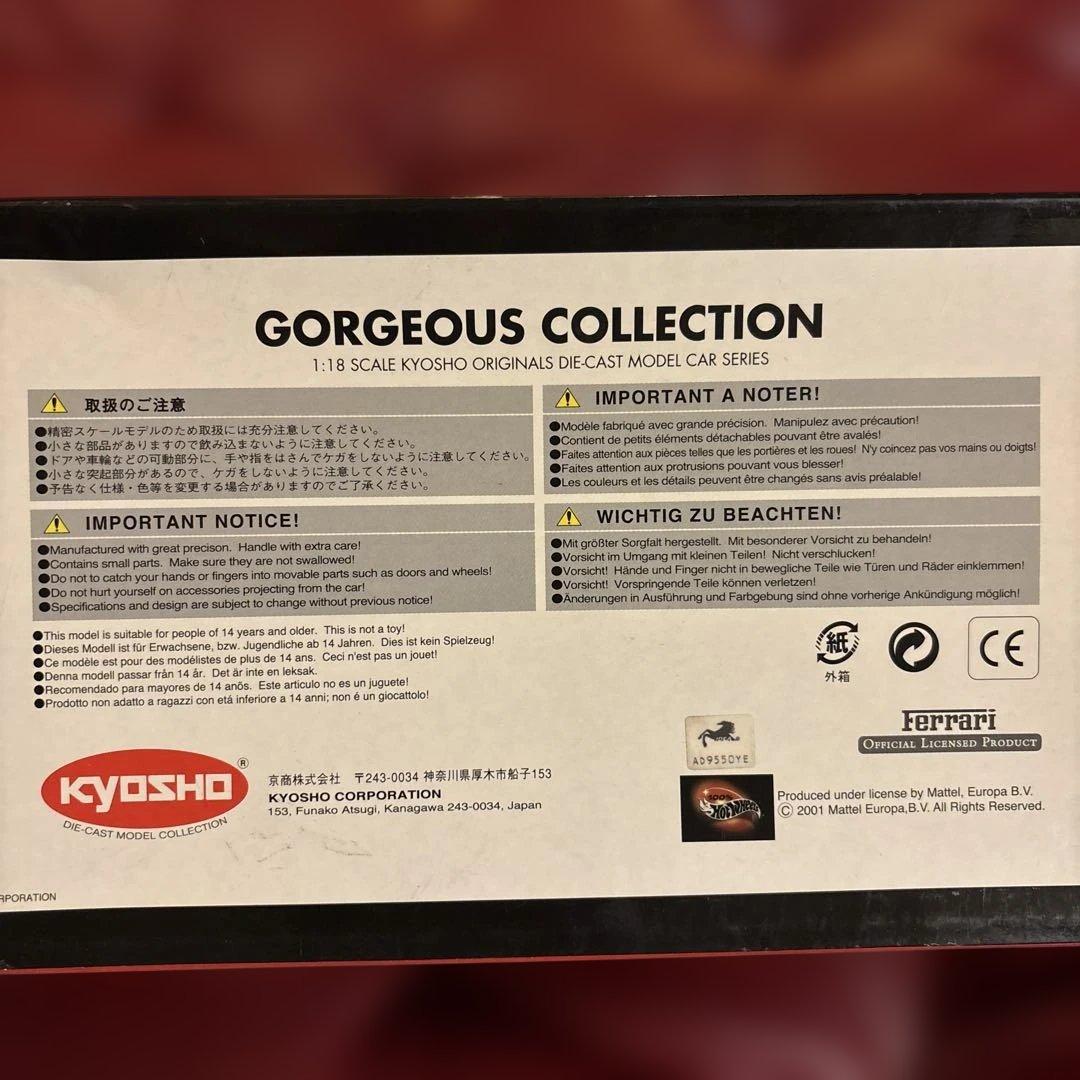 GORGEOUS COLLECTION
1:18 SCALE KYOSHO ORIGINALS DIE-CAST MODEL CAR SERIES
取扱のご注意
●精密スケールモデルのため取扱には充分注意してください。
●小さな部品がありますので飲み込まないように注意してください。
●ドアや車輪などの可動部分に、手や指をはさんでケガをしないように注意してください。
●小さな突起部分があるので、ケガをしないように注意してください。
●予告なく仕様・色等を変更する場合がありますのでご了承ください。
IMPORTANT A NOTER!
●Modèle fabriqué avec grande précision. Manipulez avec précaution!
●Contient de petits éléments détachables pouvant être avalés!
●Faites attention aux pièces telles que les portières et les roues! N'y coincez pas vos mains ou doigts!
●Faites attention aux protrusions pouvant vous blesser!
●Les couleurs et les détails peuvent être changés sans avis préalable!
IMPORTANT NOTICE!
●Manufactured with great precison. Handle with extra care!
●Contains small parts. Make sure they are not swallowed!
●Do not to catch your hands or fingers into movable parts such as doors and wheels!
●Do not hurt yourself on accessories projecting from the car!
●Specifications and design are subject to change without previous notice!
WICHTIG ZU BEACHTEN!
●Mit größter Sorgfalt hergestellt. Mit besonderer Vorsicht zu behandeln!
●Vorsicht im Umgang mit kleinen Teilen! Nicht verschlucken!
●Vorsicht! Hände und Finger nicht in bewegliche Teile wie Türen und Räder einklemmen!
●Vorsicht! Vorspringende Teile können verletzen!
●Änderungen in Ausführung und Farbgebung sind ohne vorherige Ankündigung möglich!
●This model is suitable for people of 14 years and older. This is not a toy!
●Dieses Modell ist für Erwachsene, bzw. Jugendliche ab 14 Jahren. Dies ist kein Spielzeug!
●Ce modèle est pour des modélistes de plus de 14 ans. Ceci n'est pas un jouet!
●Denna modell passar från 14 år. Det är inte en leksak.
●Recomendado para mayores de 14 anõs. Este articulo no es un juguete!
●Prodotto non adatto a ragazzi con etá inferiore a 14 anni; non é un giocattolo!
紙
外箱
CE
Ferrari
OFFICIAL LICENSED PRODUCT
AD9550YE
KYOSHO ®
DIE-CAST MODEL COLLECTION
京商株式会社 〒243-0034 神奈川県厚木市船子153
KYOSHO CORPORATION
153, Funako Atsugi, Kanagawa 243-0034, Japan
100%
HOT WHEELS
Produced under license by Mattel, Europa B.V.
© 2001 Mattel Europa,B.V. All Rights Reserved.
RPORATION